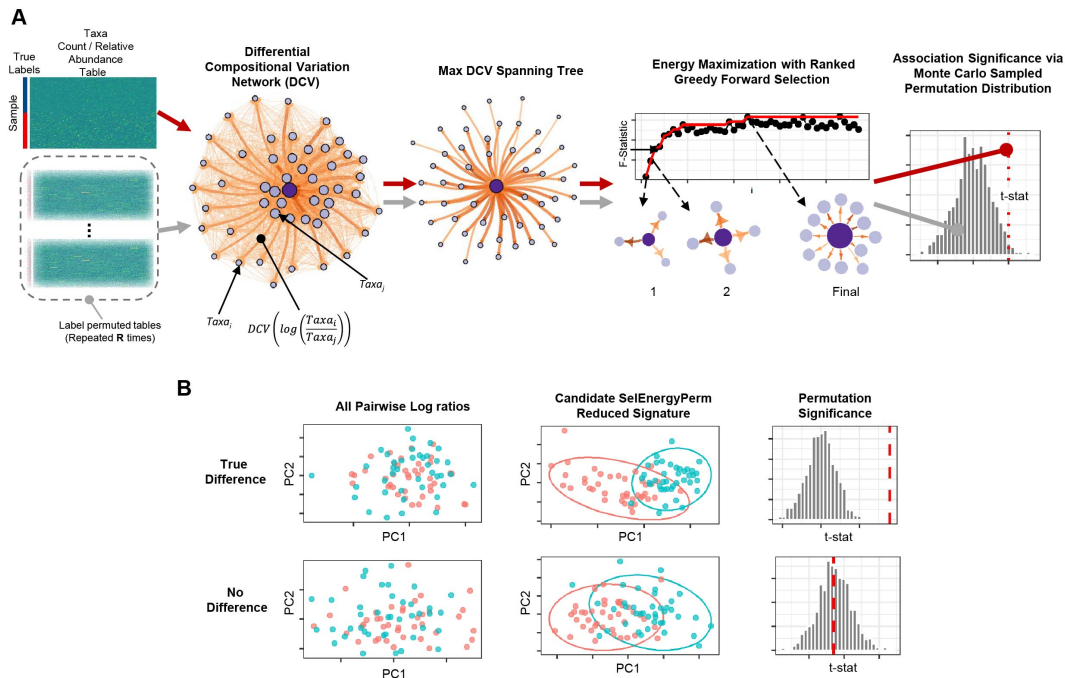 A
True
Labels
Taxa
Count / Relative
Abundance
Table
Sample
Label permuted tables
(Repeated R times)
Differential
Compositional Variation
Network (DCV)
Taxa_i
Taxa_j
DCV(log(Taxa_i/Taxa_j))
Max DCV Spanning Tree
Energy Maximization with Ranked
Greedy Forward Selection
F-Statistic
i
1
2
Final
Association Significance via
Monte Carlo Sampled
Permutation Distribution
t-stat
B
All Pairwise Log ratios
Candidate SelEnergyPerm
Reduced Signature
Permutation
Significance
True
Difference
PC2
PC1
PC2
PC1
t-stat
No
Difference
PC2
PC1
PC2
PC1
t-stat